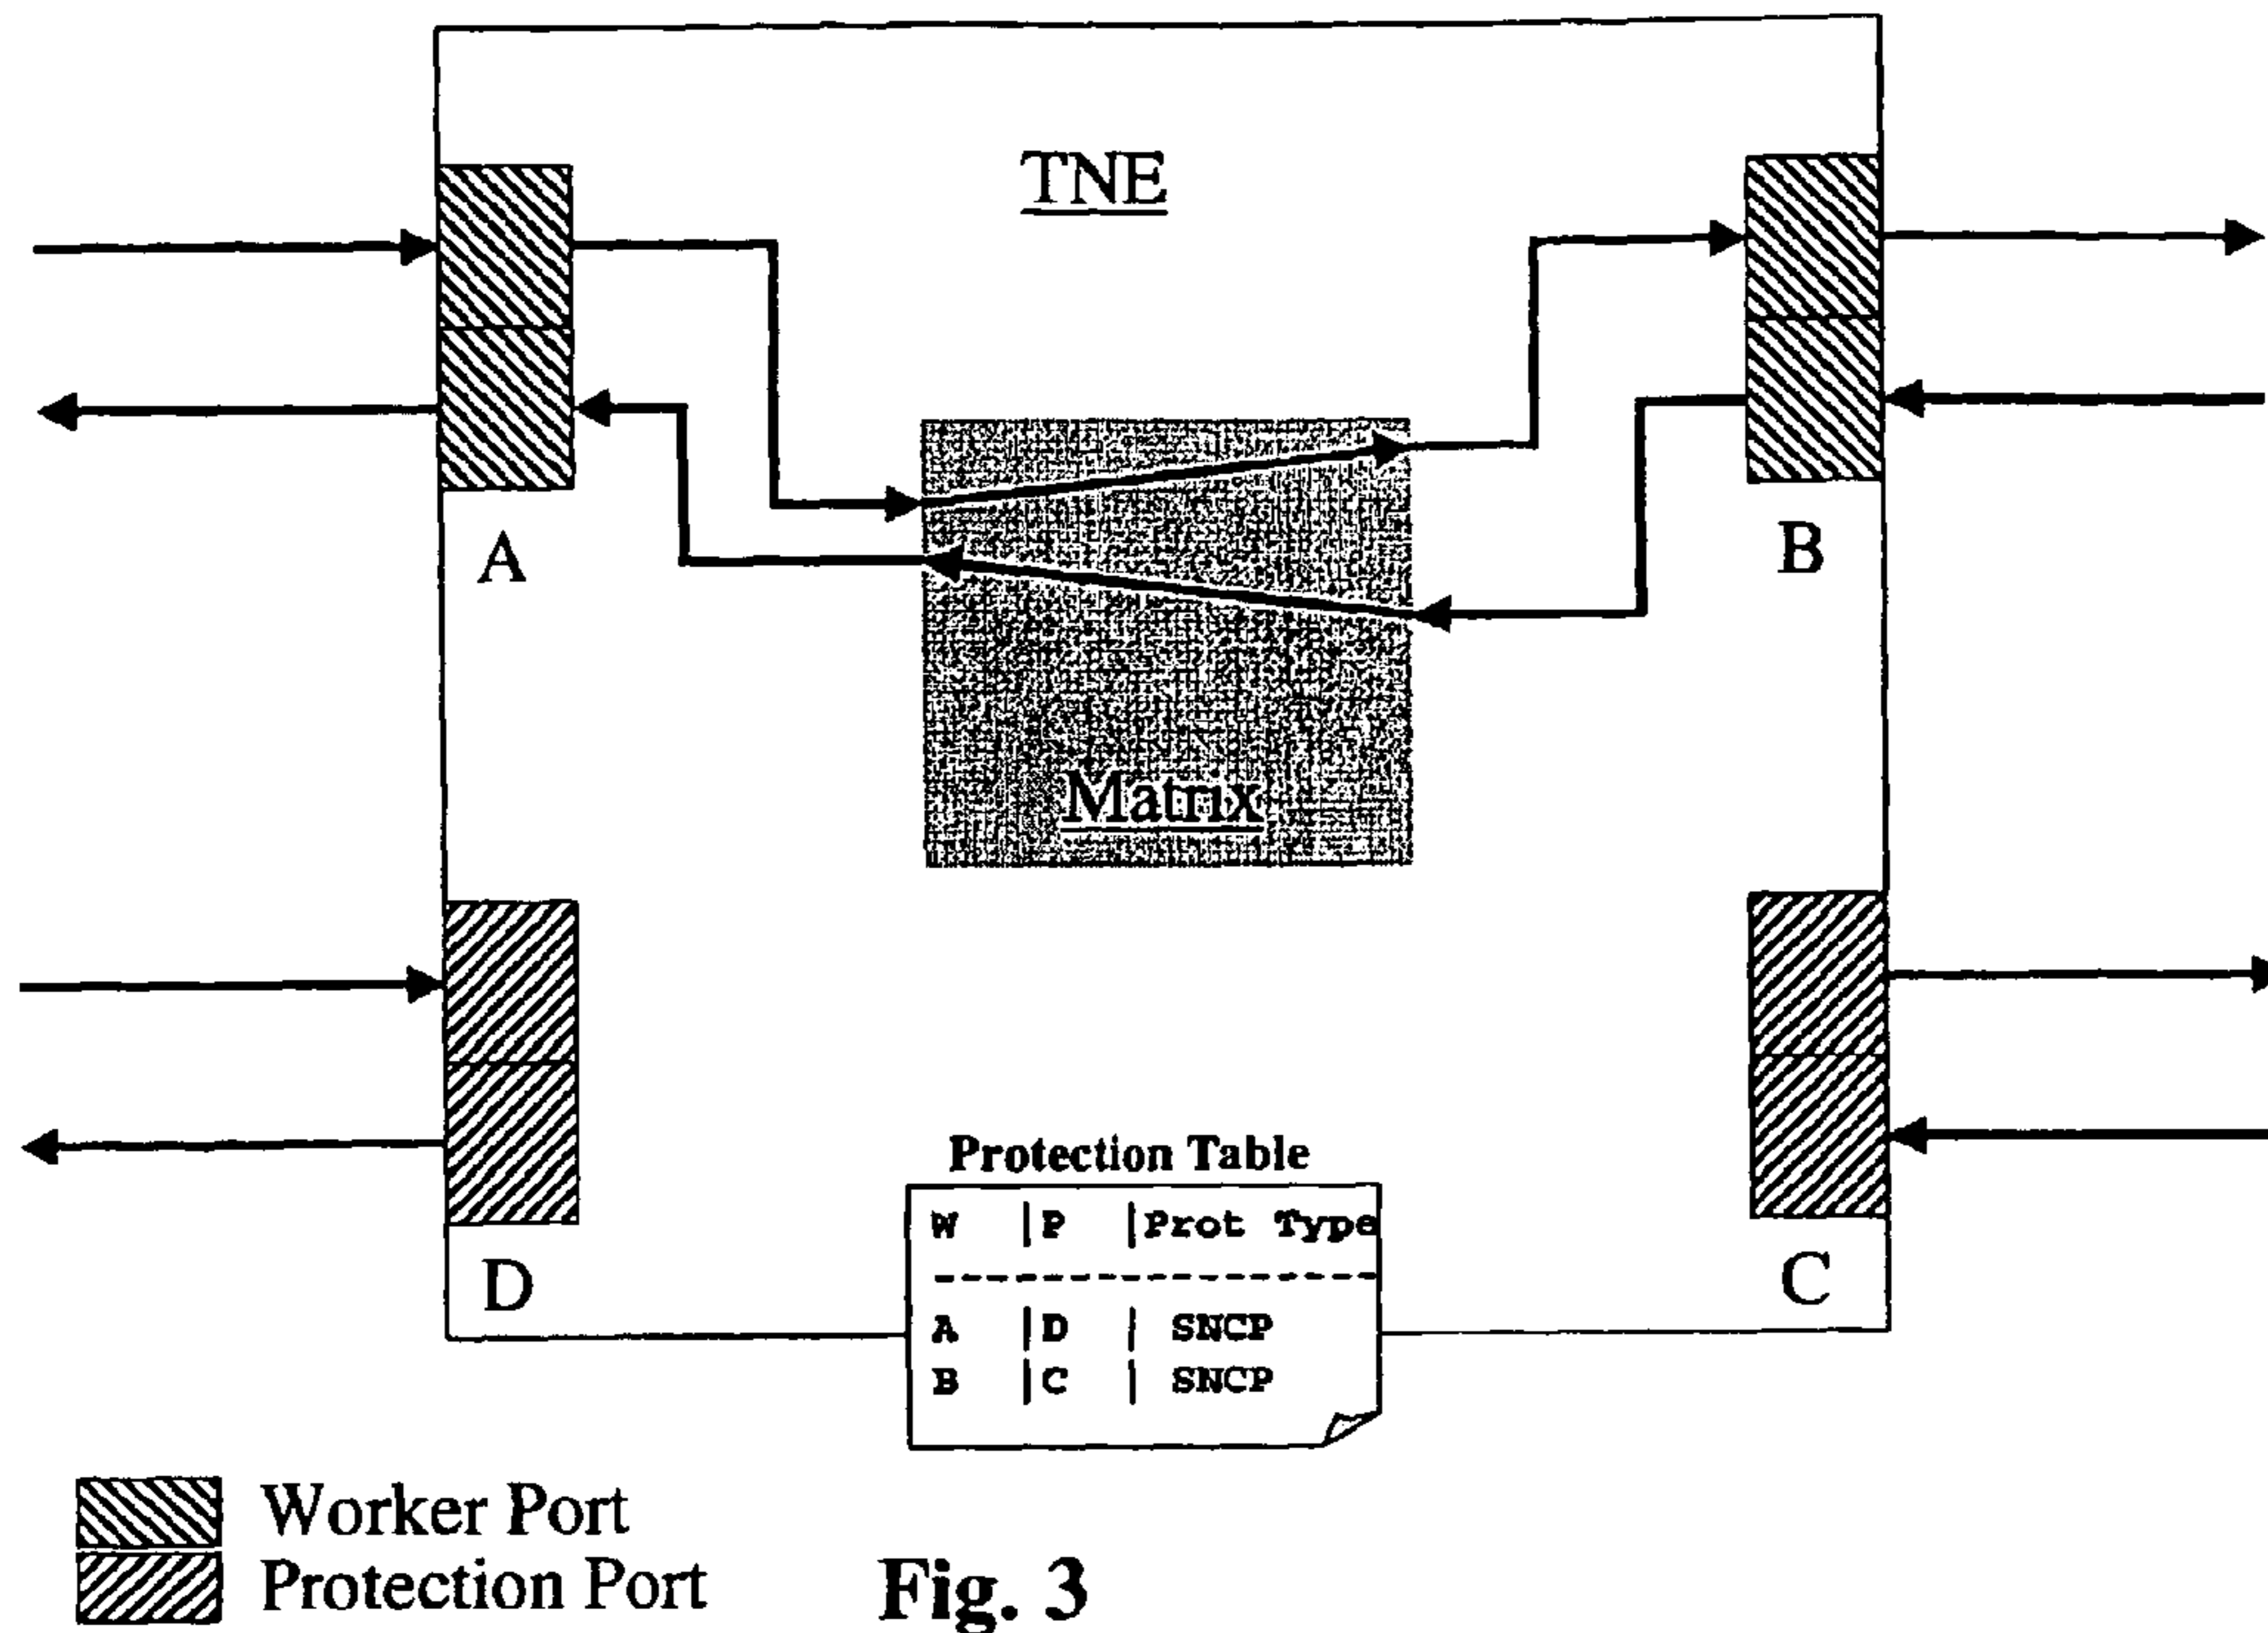 TNE
A
B
Matrix
D
C
Protection Table
W |P |Prot Type
--------------------
A |D | SNCP
B |C | SNCP
Worker Port
Protection Port
Fig. 3